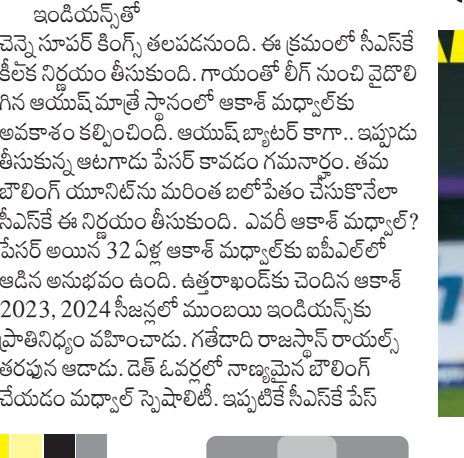 ఇండియన్స్‌తో
చెన్నై సూపర్ కింగ్స్ తలపడనుంది. ఈ క్రమంలో సీఎస్‌కే
కీలక నిర్ణయం తీసుకుంది. గాయంతో లీగ్ నుంచి వైదొలి
గిన ఆయుష్ మాత్రే స్థానంలో ఆకాశ్ మధ్వాల్‌కు
అవకాశం కల్పించింది. ఆయుష్ బ్యాటర్ కాగా.. ఇప్పుడు
తీసుకున్న ఆటగాడు పేసర్ కావడం గమనార్హం. తమ
బౌలింగ్ యూనిట్‌ను మరింత బలోపేతం చేసుకొనేలా
సీఎస్‌కే ఈ నిర్ణయం తీసుకుంది. ఎవరీ ఆకాశ్ మధ్వాల్?
పేసర్ అయిన 32 ఏళ్ల ఆకాశ్ మధ్వాల్‌కు ఐపీఎల్‌లో
ఆడిన అనుభవం ఉంది. ఉత్తరాఖండ్‌కు చెందిన ఆకాశ్
2023, 2024 సీజన్లలో ముంబయి ఇండియన్స్‌కు
ప్రాతినిధ్యం వహించాడు. గతేడాది రాజస్థాన్ రాయల్స్
తరఫున ఆడాడు. డెత్ ఓవర్లలో నాణ్యమైన బౌలింగ్
చేయడం మధ్వాల్ స్పెషాలిటీ. ఇప్పటికే సీఎస్‌కే పేస్